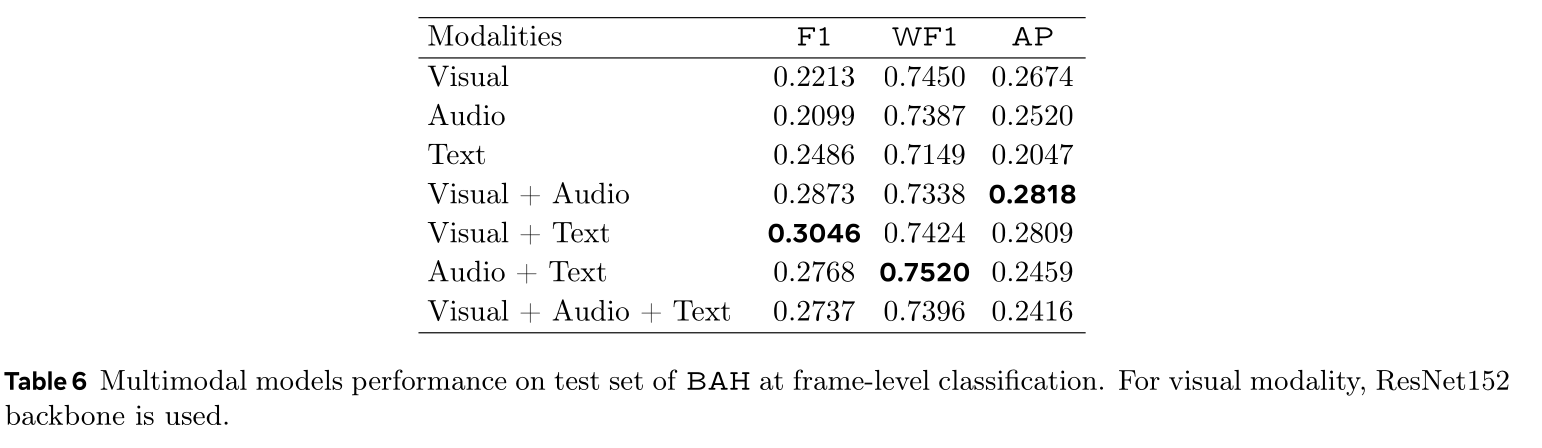 Modalities F1 WF1 AP
Visual 0.2213 0.7450 0.2674
Audio 0.2099 0.7387 0.2520
Text 0.2486 0.7149 0.2047
Visual + Audio 0.2873 0.7338 0.2818
Visual + Text 0.3046 0.7424 0.2809
Audio + Text 0.2768 0.7520 0.2459
Visual + Audio + Text 0.2737 0.7396 0.2416
Table 6 Multimodal models performance on test set of BAH at frame-level classification. For visual modality, ResNet152
backbone is used.